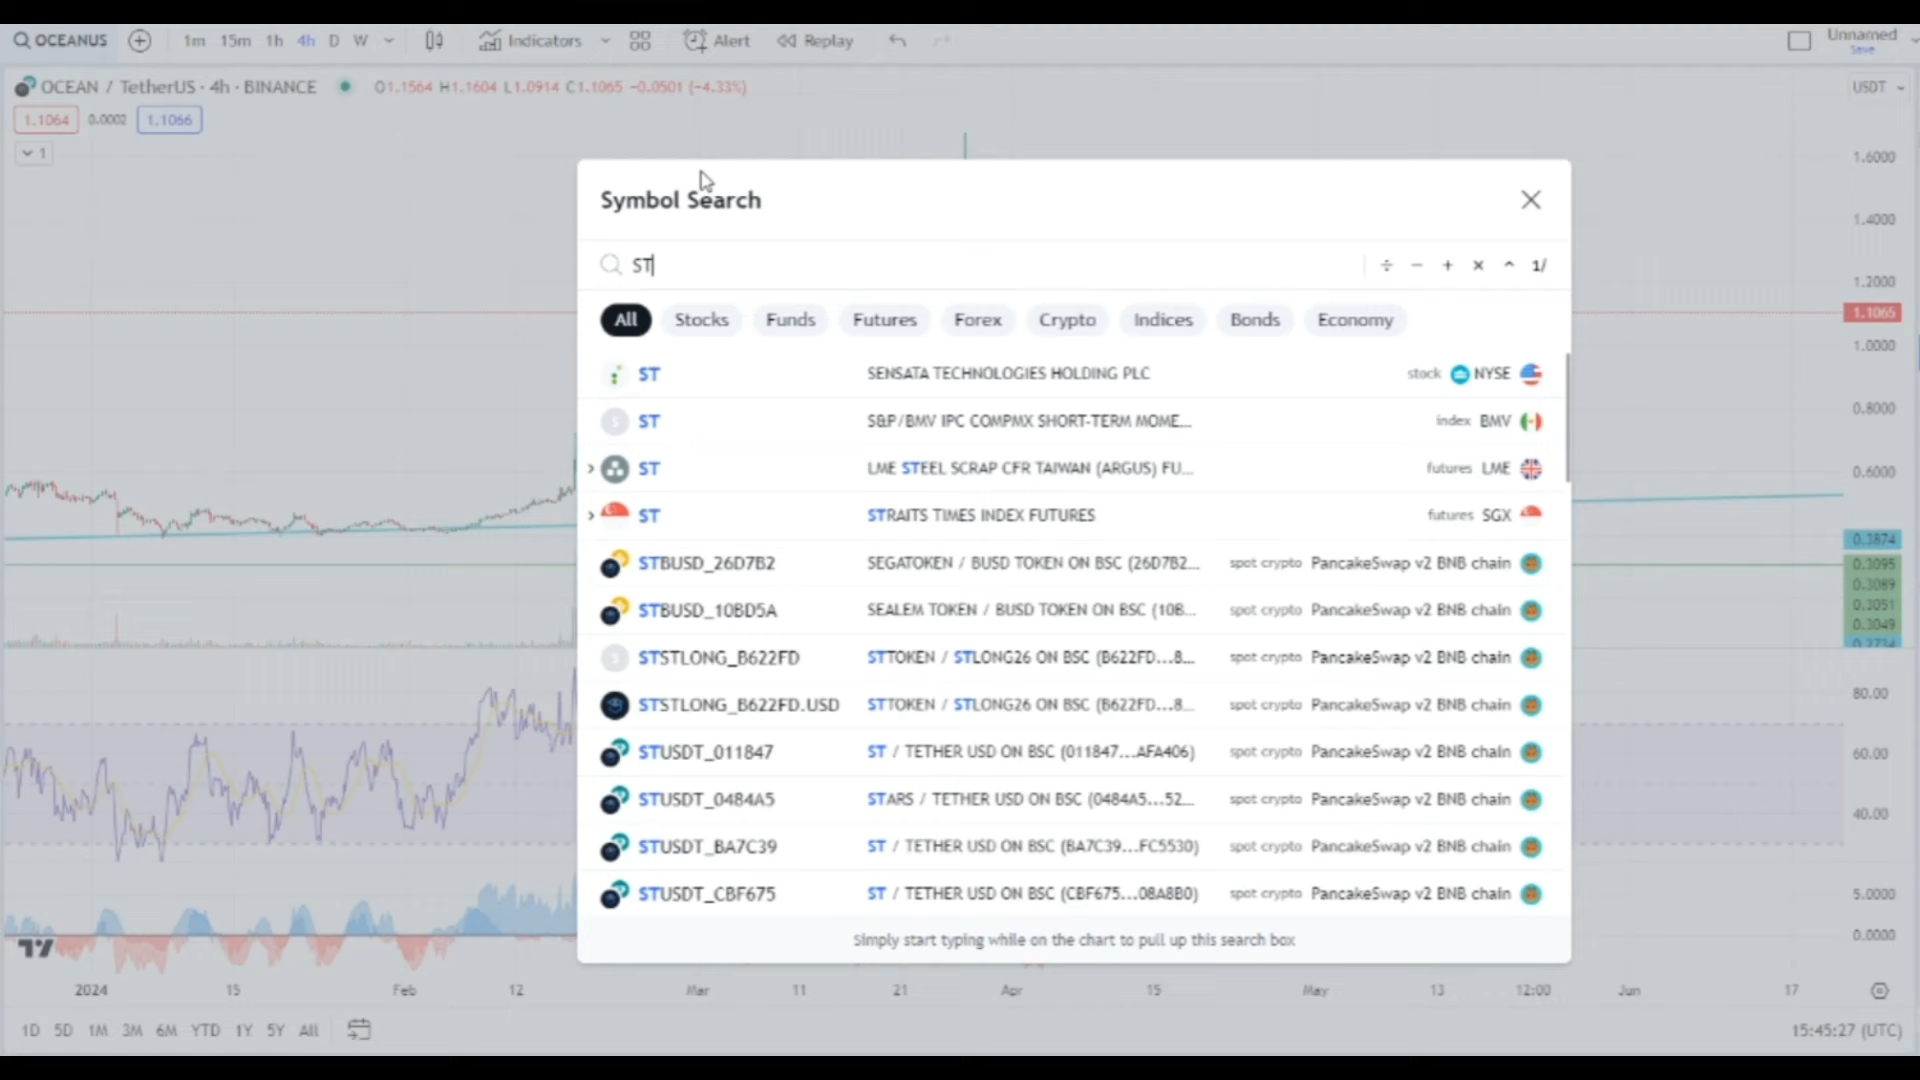 OCEANUS 1m 15m 1h 4h D W Indicators Alert Replay Unnamed
Save
OCEAN / TetherUS · 4h · BINANCE O1.1564 H1.1604 L1.0914 C1.1065 −0.0501 (−4.33%) USDT
1.1064 0.0002 1.1066
1
Symbol Search
ST ÷ − + × ^ 1/
All Stocks Funds Futures Forex Crypto Indices Bonds Economy
ST SENSATA TECHNOLOGIES HOLDING PLC stock NYSE
ST S&P/BMV IPC COMPMX SHORT-TERM MOME... index BMV
ST LME STEEL SCRAP CFR TAIWAN (ARGUS) FU... futures LME
ST STRAITS TIMES INDEX FUTURES futures SGX
STBUSD_26D7B2 SEGATOKEN / BUSD TOKEN ON BSC (26D7B2... spot crypto PancakeSwap v2 BNB chain
STBUSD_10BD5A SEALEM TOKEN / BUSD TOKEN ON BSC (10B... spot crypto PancakeSwap v2 BNB chain
STSTLONG_B622FD STTOKEN / STLONG26 ON BSC (B622FD...8... spot crypto PancakeSwap v2 BNB chain
STSTLONG_B622FD.USD STTOKEN / STLONG26 ON BSC (B622FD...8... spot crypto PancakeSwap v2 BNB chain
STUSDT_011847 ST / TETHER USD ON BSC (011847...AFA406) spot crypto PancakeSwap v2 BNB chain
STUSDT_0484A5 STARS / TETHER USD ON BSC (0484A5...52... spot crypto PancakeSwap v2 BNB chain
STUSDT_BA7C39 ST / TETHER USD ON BSC (BA7C39...FC5530) spot crypto PancakeSwap v2 BNB chain
STUSDT_CBF675 ST / TETHER USD ON BSC (CBF675...08A8B0) spot crypto PancakeSwap v2 BNB chain
Simply start typing while on the chart to pull up this search box
1.6000
1.4000
1.2000
1.1065
1.0000
0.8000
0.6000
0.3874
0.3095
0.3089
0.3051
0.3049
0.2734
80.00
60.00
40.00
5.0000
0.0000
2024 15 Feb 12 Mar 11 21 Apr 15 May 13 12:00 Jun 17
1D 5D 1M 3M 6M YTD 1Y 5Y All 15:45:27 (UTC)